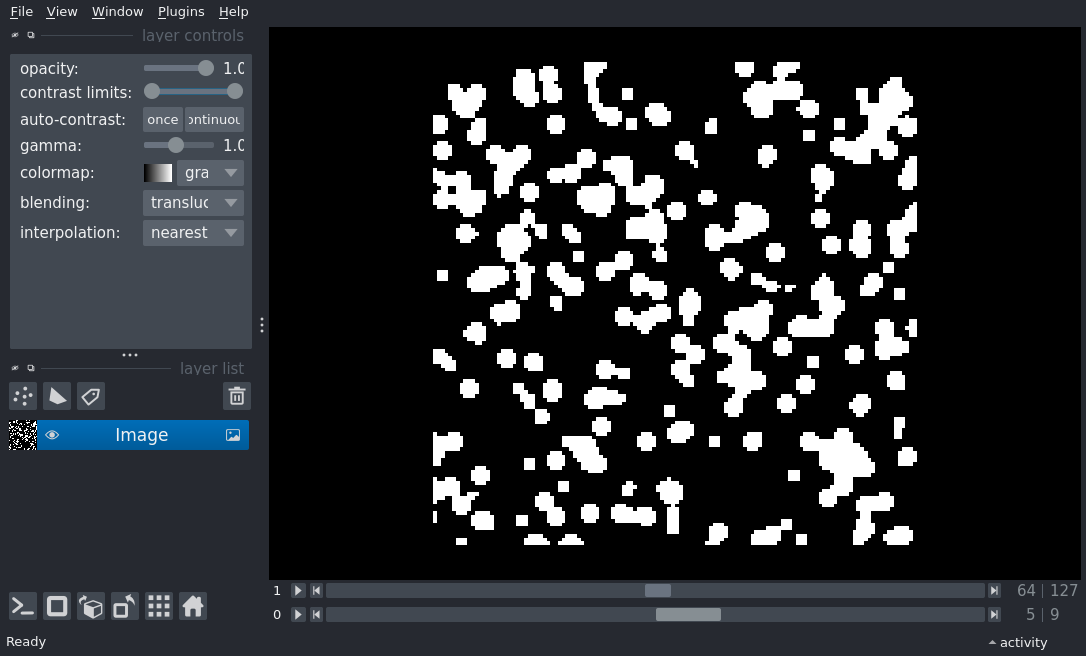 File View Window Plugins Help
layer controls
opacity: 1.0
contrast limits:
auto-contrast: once ontinuou
gamma: 1.0
colormap: gra
blending: transluc
interpolation: nearest
layer list
Image
1 64 | 127
0 5 | 9
Ready activity